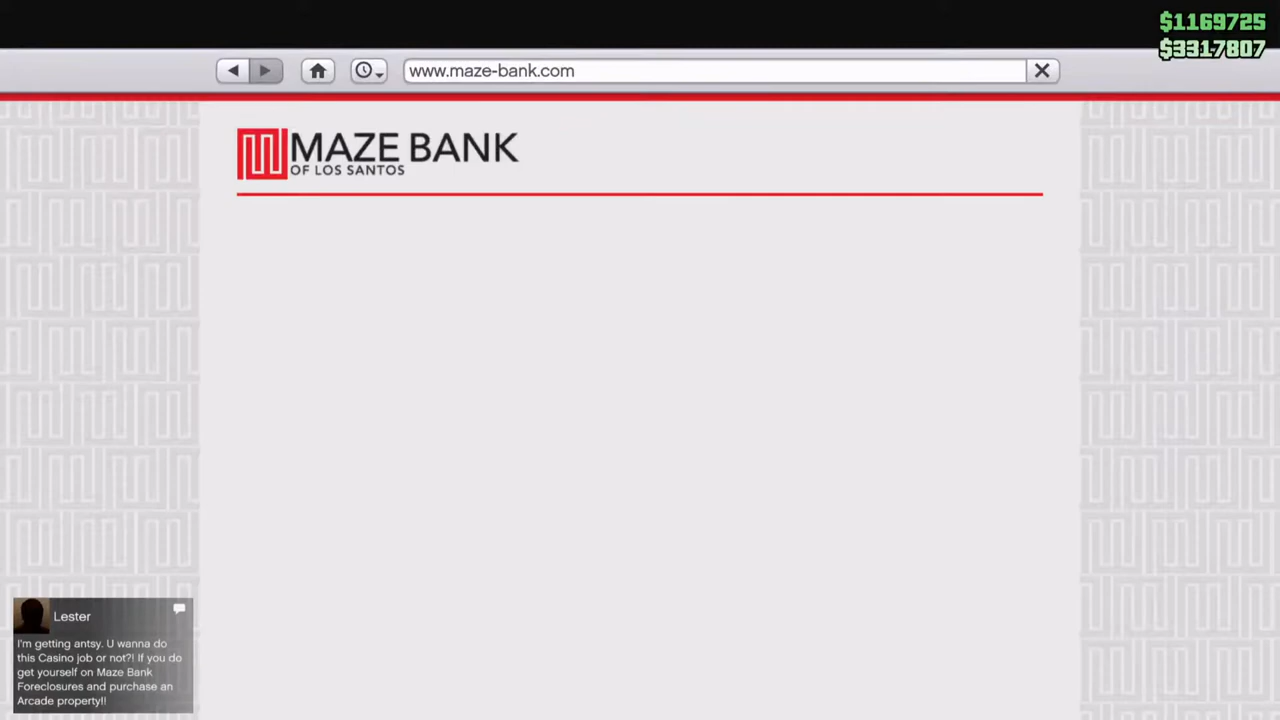 $1169725
$3317807
www.maze-bank.com
MAZE BANK
OF LOS SANTOS
Lester
I'm getting antsy. U wanna do
this Casino job or not?! If you do
get yourself on Maze Bank
Foreclosures and purchase an
Arcade property!!